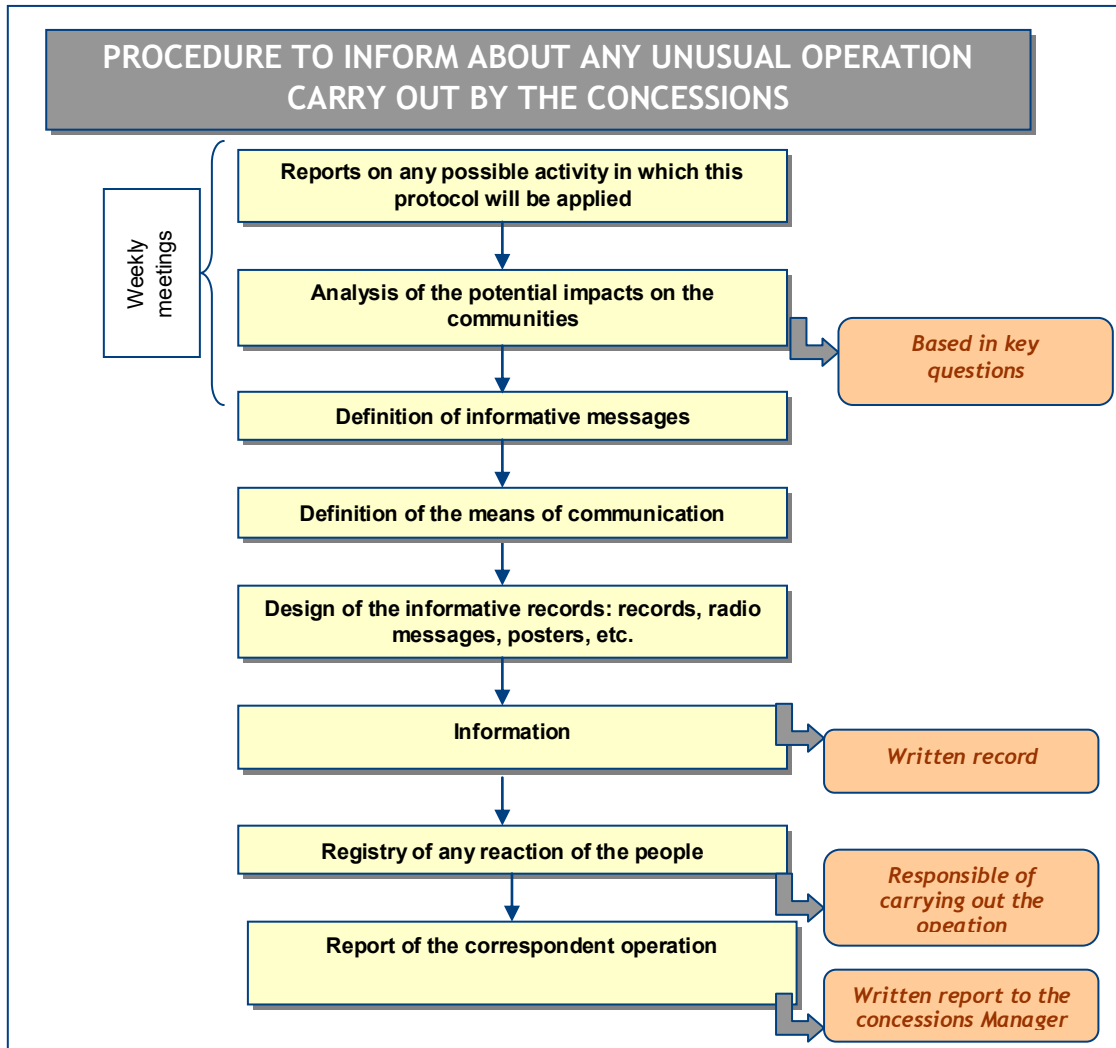 PROCEDURE TO INFORM ABOUT ANY UNUSUAL OPERATION
CARRY OUT BY THE CONCESSIONS
Weekly
meetings
Reports on any possible activity in which this
protocol will be applied
Analysis of the potential impacts on the
communities
Based in key
questions
Definition of informative messages
Definition of the means of communication
Design of the informative records: records, radio
messages, posters, etc.
Information
Written record
Registry of any reaction of the people
Responsible of
carrying out the
opeation
Report of the correspondent operation
Written report to the
concessions Manager